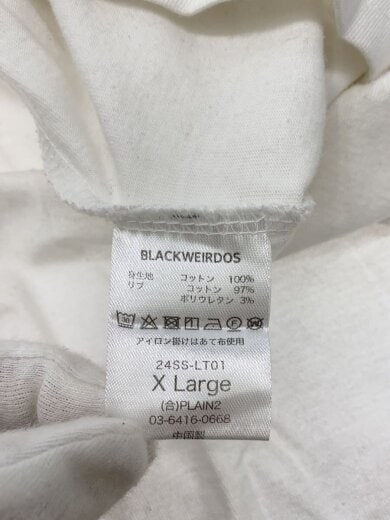 BLACKWEIRDOS
身生地 コットン 100%
リブ コットン 97%
ポリウレタン 3%
アイロン掛けはあて布使用
24SS-LT01
X Large
(合)PLAIN2
03-6416-0668
中国製